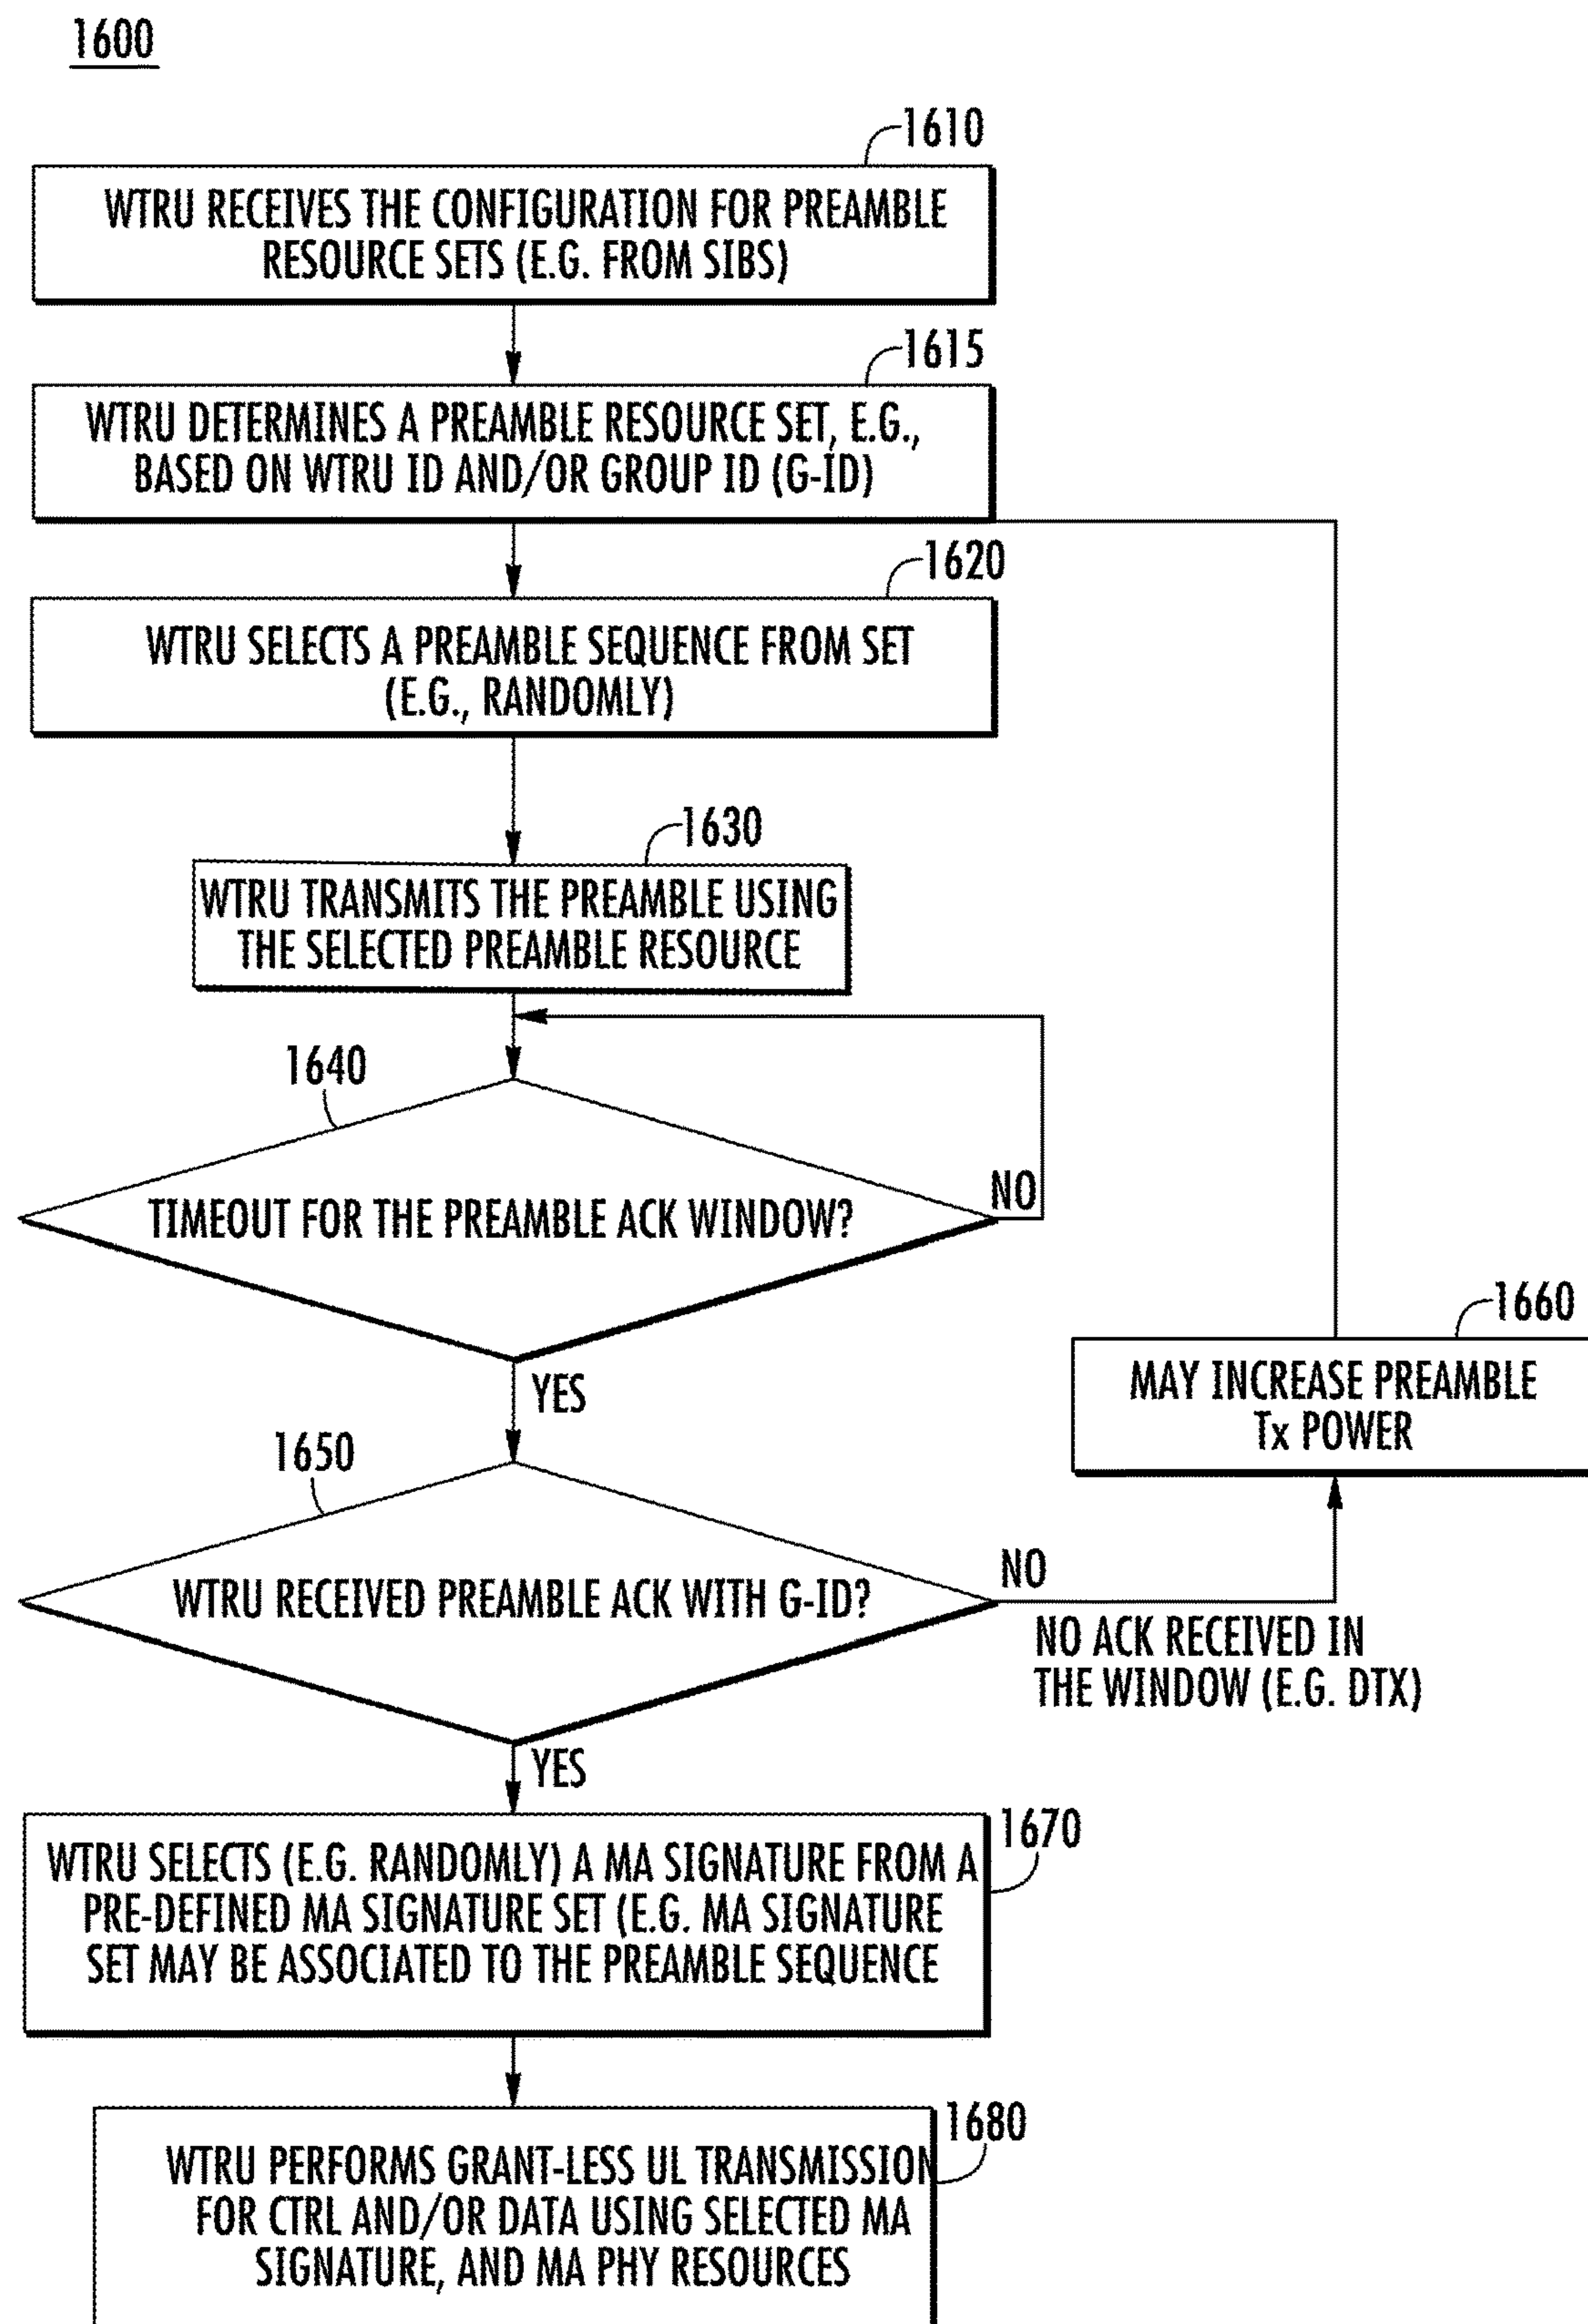 1600
1610
WTRU RECEIVES THE CONFIGURATION FOR PREAMBLE
RESOURCE SETS (E.G. FROM SIBS)
1615
WTRU DETERMINES A PREAMBLE RESOURCE SET, E.G.,
BASED ON WTRU ID AND/OR GROUP ID (G-ID)
1620
WTRU SELECTS A PREAMBLE SEQUENCE FROM SET
(E.G., RANDOMLY)
1630
WTRU TRANSMITS THE PREAMBLE USING
THE SELECTED PREAMBLE RESOURCE
1640
TIMEOUT FOR THE PREAMBLE ACK WINDOW?
NO
YES
1660
MAY INCREASE PREAMBLE
Tx POWER
1650
WTRU RECEIVED PREAMBLE ACK WITH G-ID?
NO
NO ACK RECEIVED IN
THE WINDOW (E.G. DTX)
YES
1670
WTRU SELECTS (E.G. RANDOMLY) A MA SIGNATURE FROM A
PRE-DEFINED MA SIGNATURE SET (E.G. MA SIGNATURE
SET MAY BE ASSOCIATED TO THE PREAMBLE SEQUENCE
1680
WTRU PERFORMS GRANT-LESS UL TRANSMISSION
FOR CTRL AND/OR DATA USING SELECTED MA
SIGNATURE, AND MA PHY RESOURCES